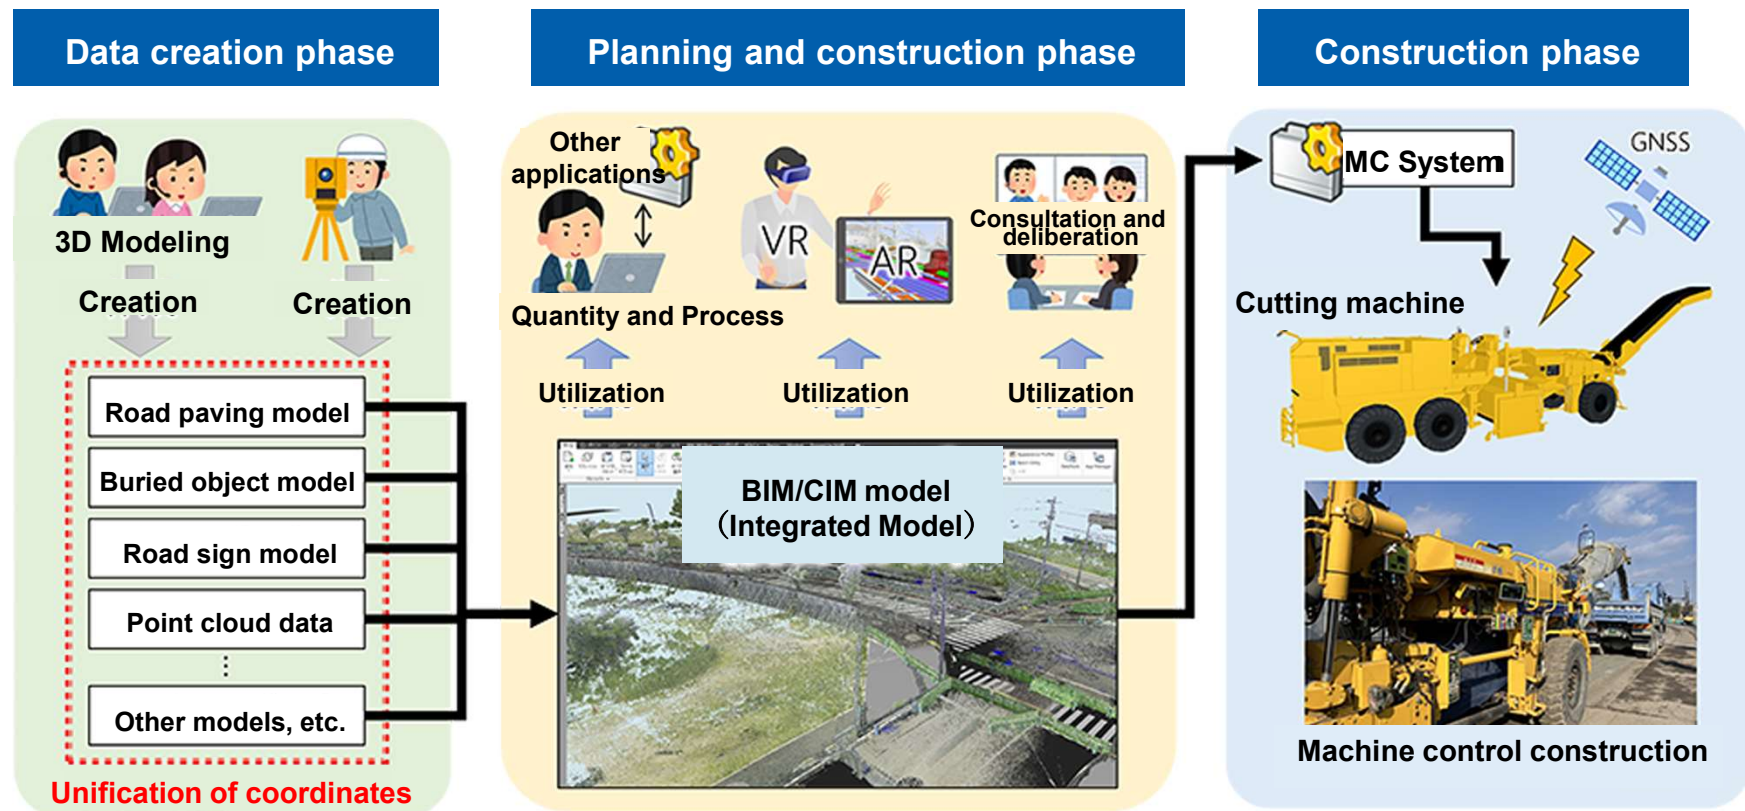 Data creation phase
Planning and construction phase
Construction phase
3D Modeling
Creation
Creation
Road paving model
Buried object model
Road sign model
Point cloud data
⋮
Other models, etc.
Unification of coordinates
Other
applications
Quantity and Process
VR
AR
Consultation and
deliberation
Utilization
Utilization
Utilization
BIM/CIM model
（Integrated Model）
MC System
GNSS
Cutting machine
Machine control construction